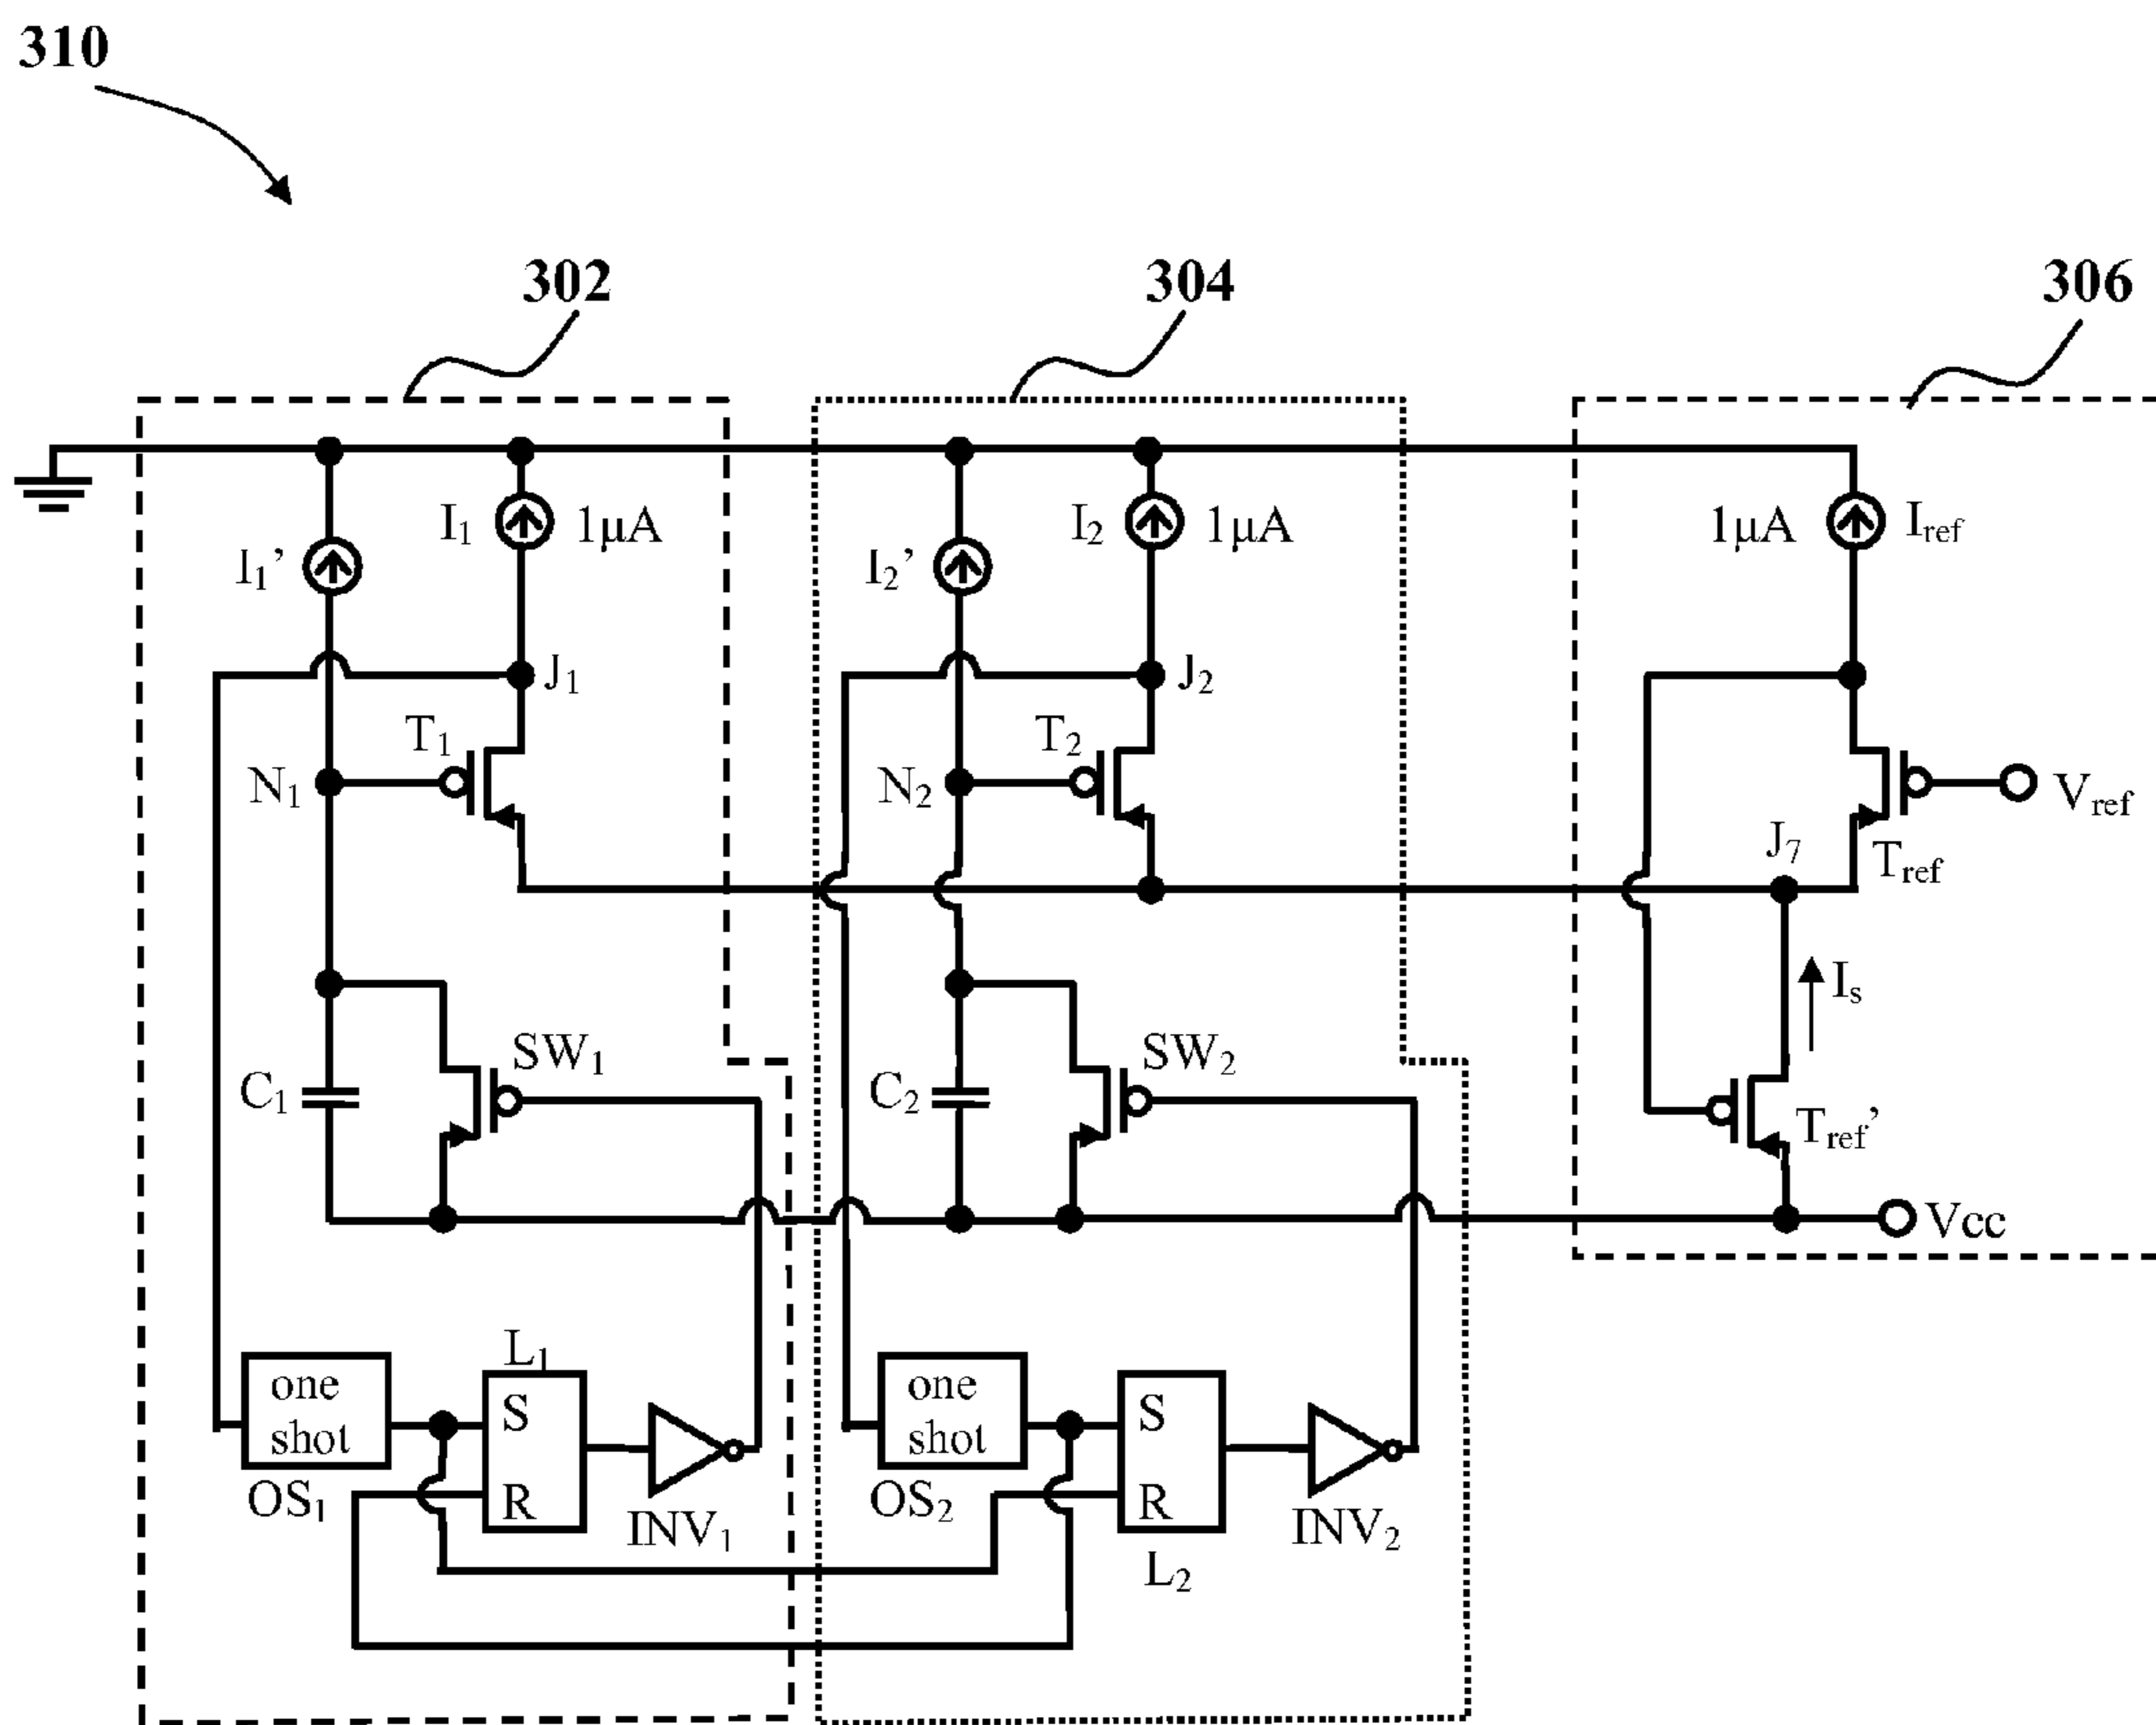 310
302
304
306
I₁ 1μA
I₂ 1μA
1μA Iref
I₁’
I₂’
J₁
J₂
T₁
T₂
N₁
N₂
Vref
J₇
Tref
Is
SW₁
SW₂
C₁
C₂
Tref’
Vcc
L₁
one
shot
S
R
OS₁
INV₁
one
shot
S
R
OS₂
INV₂
L₂